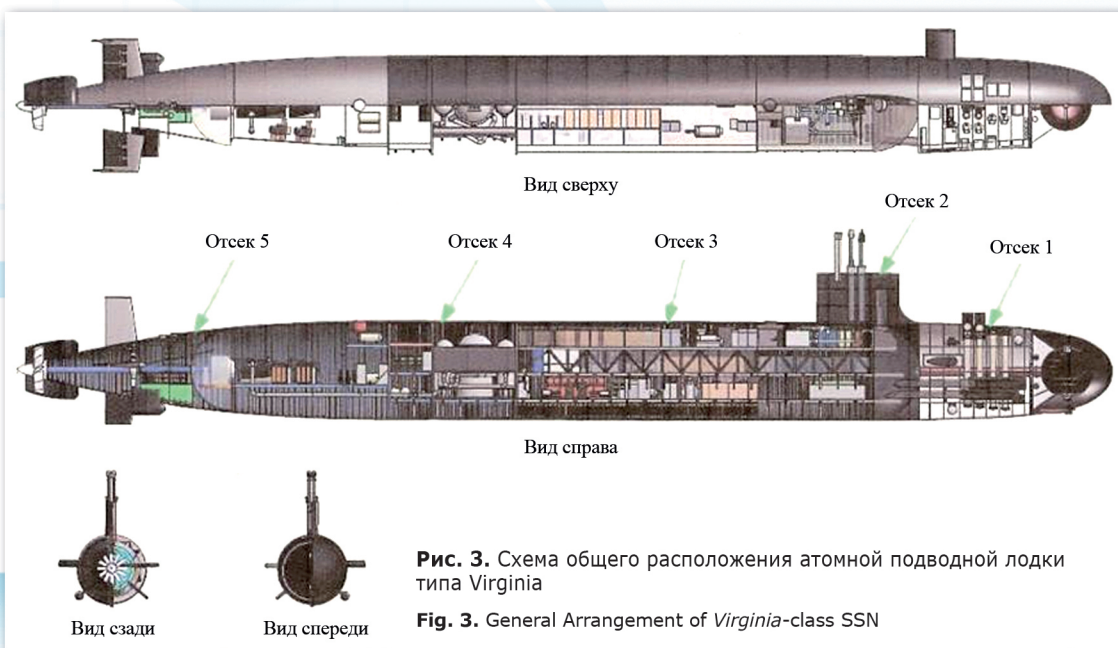 Вид сверху
Отсек 2
Отсек 5
Отсек 4
Отсек 3
Отсек 1
Вид справа
Рис. 3. Схема общего расположения атомной подводной лодки
типа Virginia
Fig. 3. General Arrangement of Virginia-class SSN
Вид сзади
Вид спереди